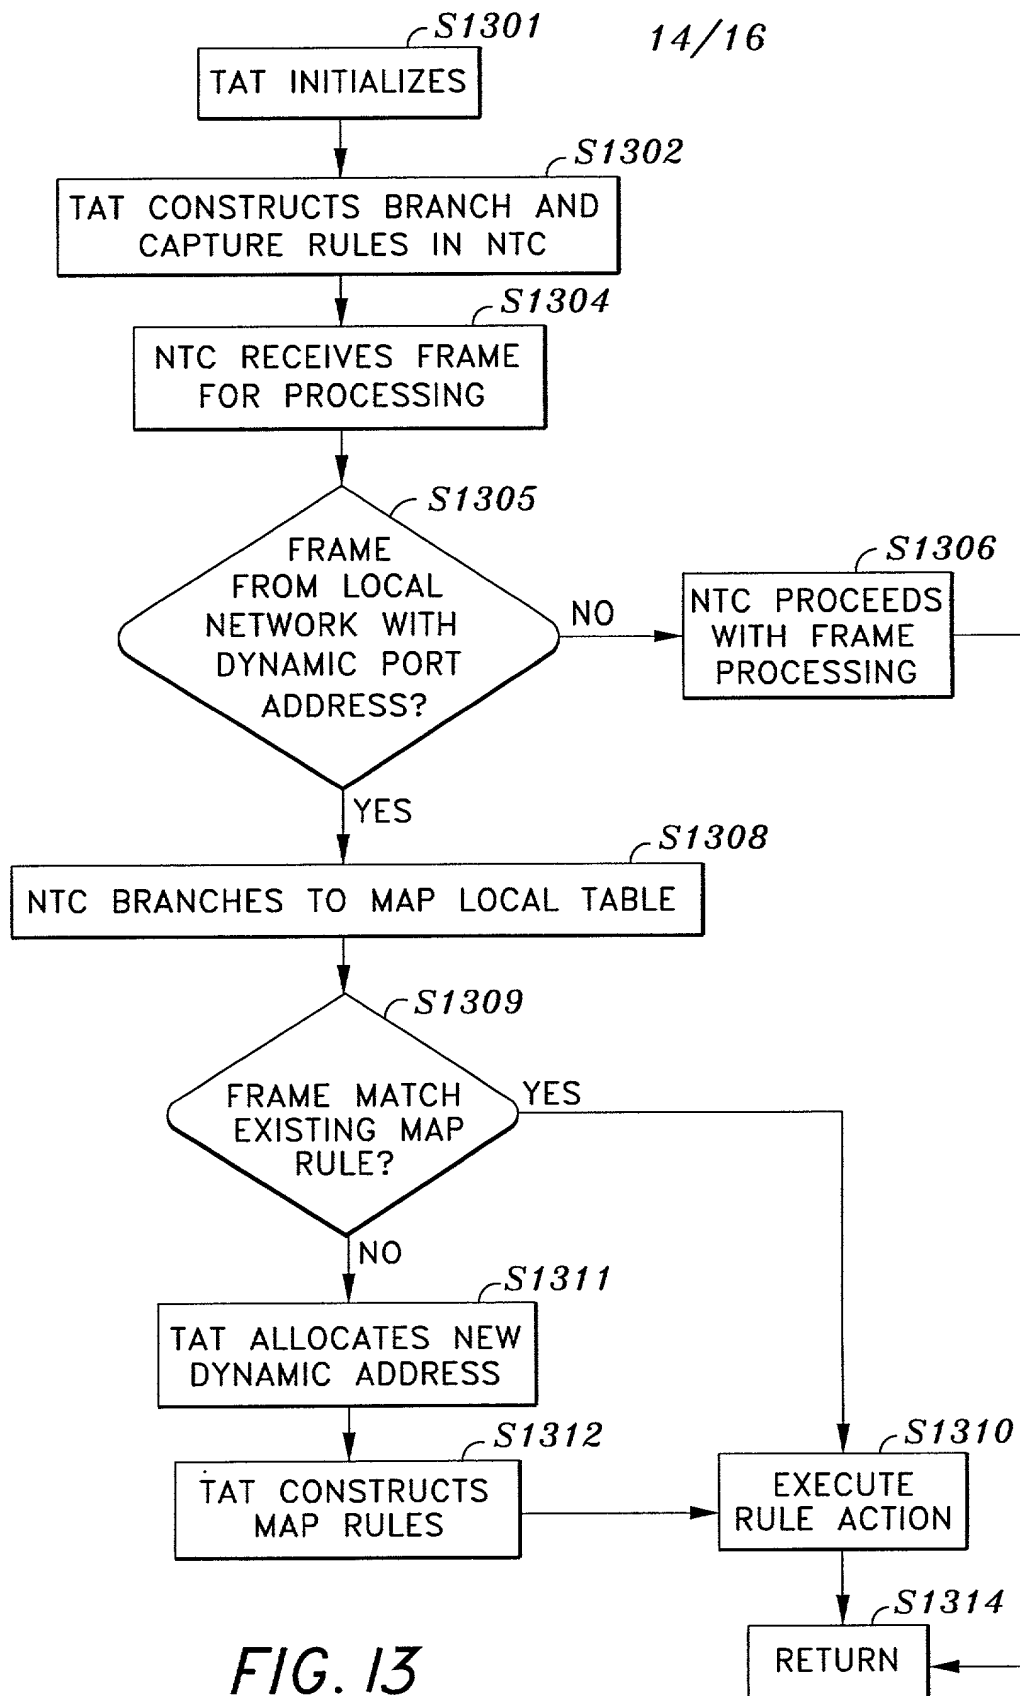 S1301
14/16
TAT INITIALIZES
S1302
TAT CONSTRUCTS BRANCH AND
CAPTURE RULES IN NTC
S1304
NTC RECEIVES FRAME
FOR PROCESSING
S1305
FRAME
FROM LOCAL
NETWORK WITH
DYNAMIC PORT
ADDRESS?
NO
S1306
NTC PROCEEDS
WITH FRAME
PROCESSING
YES
S1308
NTC BRANCHES TO MAP LOCAL TABLE
S1309
FRAME MATCH
EXISTING MAP
RULE?
YES
NO
S1311
TAT ALLOCATES NEW
DYNAMIC ADDRESS
S1312
TAT CONSTRUCTS
MAP RULES
S1310
EXECUTE
RULE ACTION
S1314
RETURN
FIG. 13